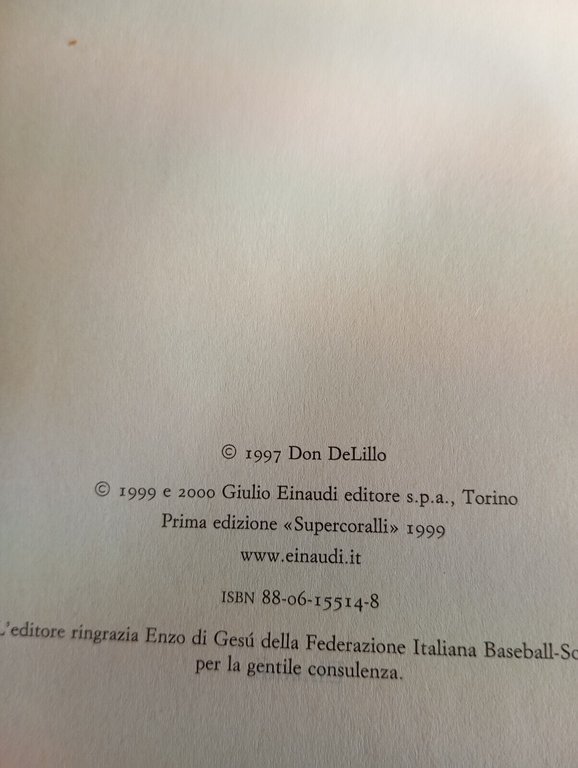 © 1997 Don DeLillo
© 1999 e 2000 Giulio Einaudi editore s.p.a., Torino
Prima edizione «Supercoralli» 1999
www.einaudi.it
ISBN 88-06-15514-8
L'editore ringrazia Enzo di Gesú della Federazione Italiana Baseball-So
per la gentile consulenza.